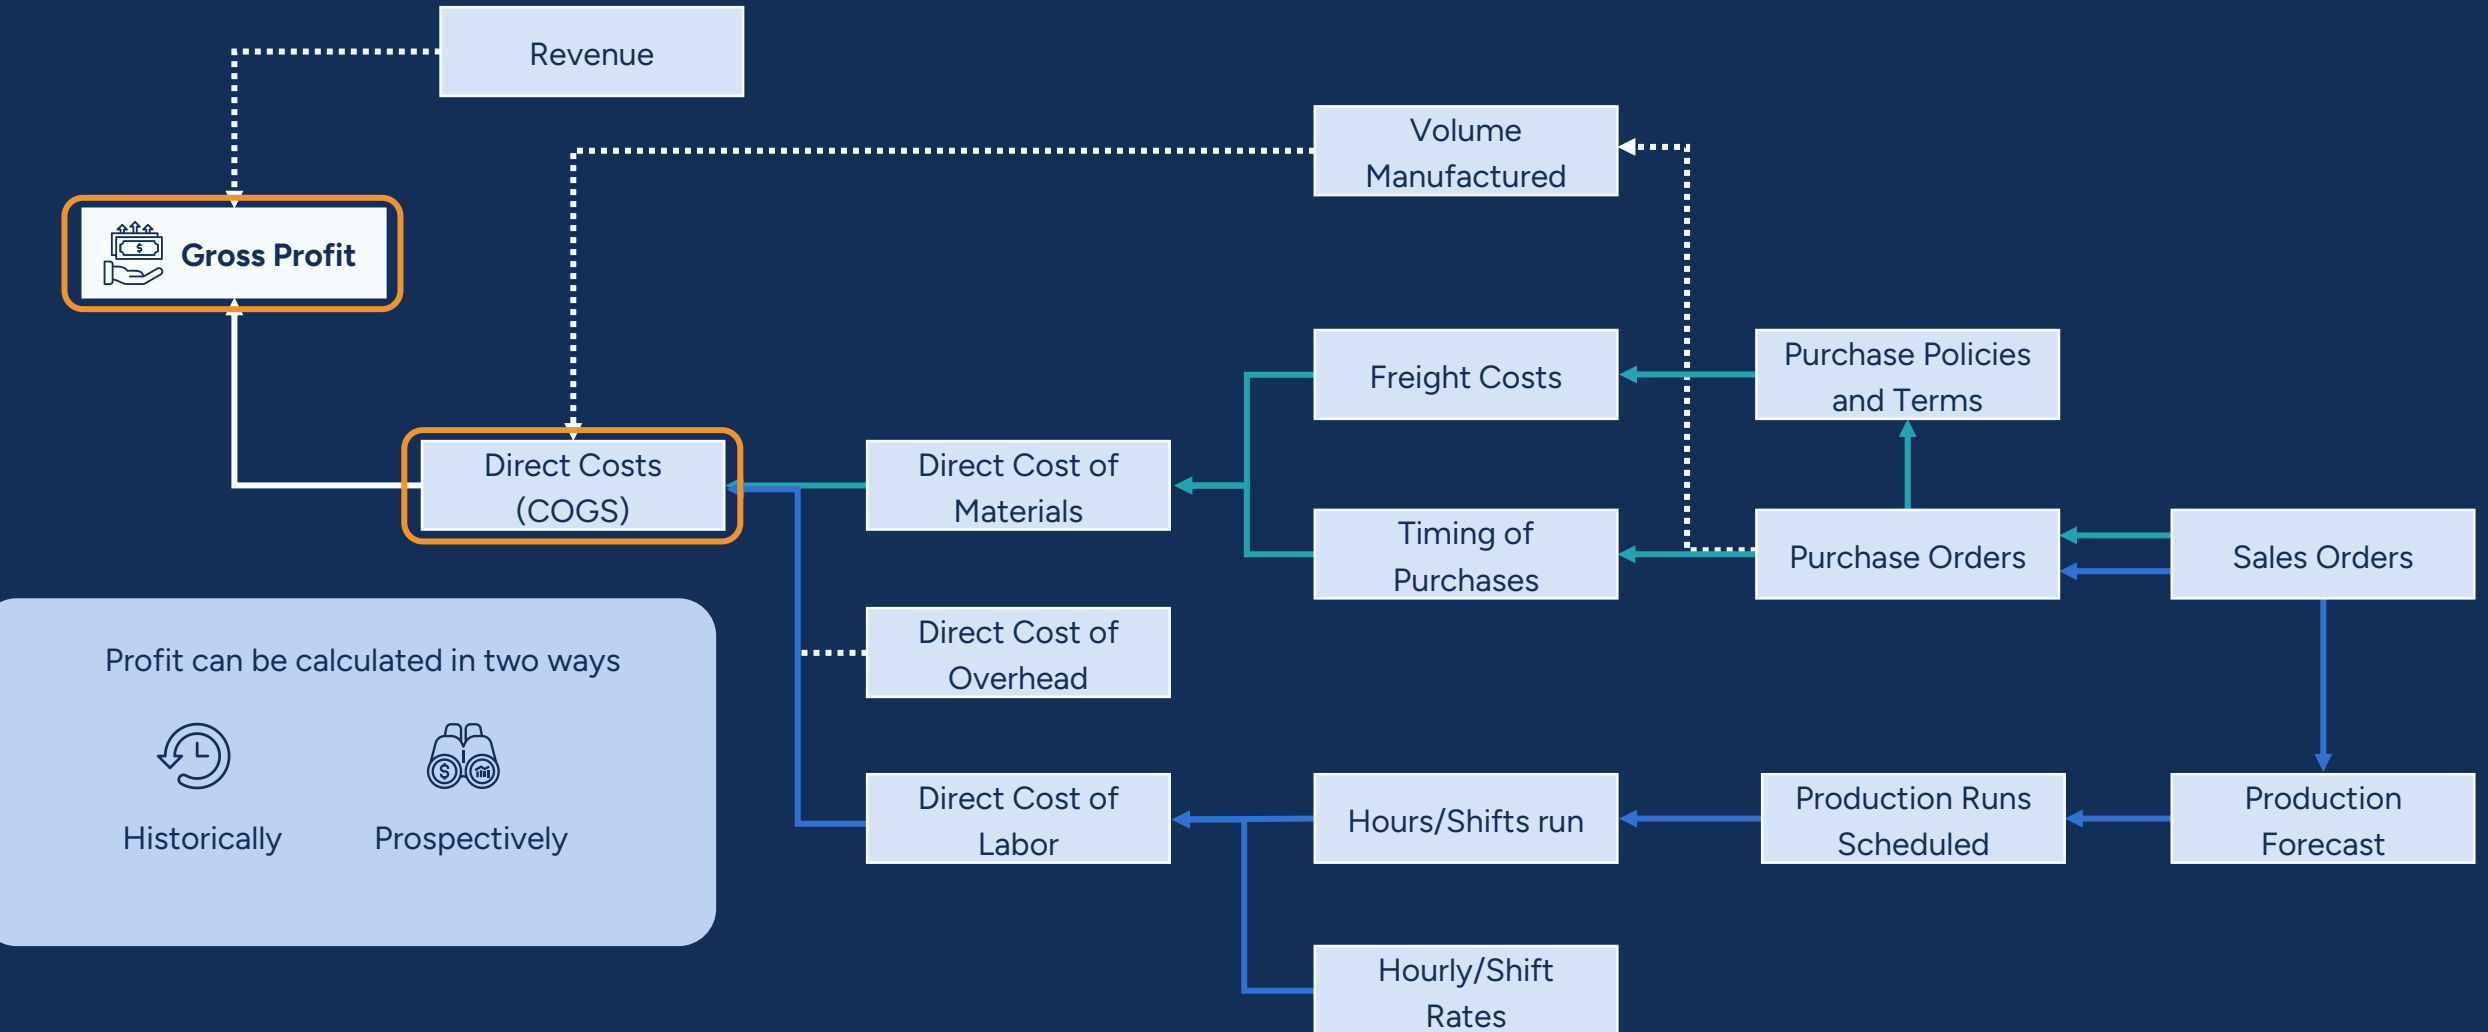 Revenue
Volume
Manufactured
Gross Profit
Freight Costs
Purchase Policies
and Terms
Direct Costs
(COGS)
Direct Cost of
Materials
Timing of
Purchases
Purchase Orders
Sales Orders
Direct Cost of
Overhead
Profit can be calculated in two ways
Historically
Prospectively
Direct Cost of
Labor
Hours/Shifts run
Production Runs
Scheduled
Production
Forecast
Hourly/Shift
Rates